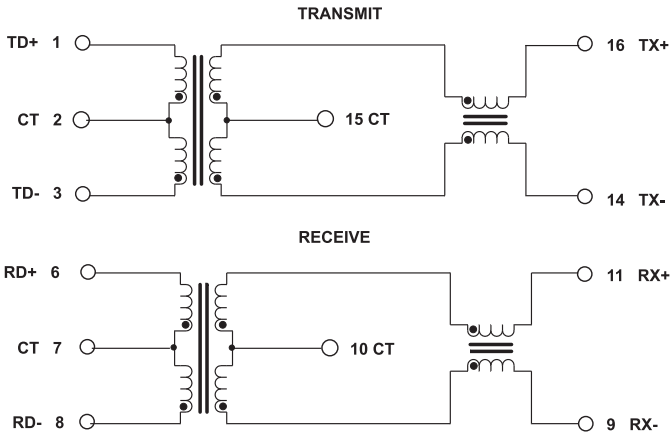 TRANSMIT
TD+ 1
16 TX+
CT 2
15 CT
TD- 3
14 TX-
RECEIVE
RD+ 6
11 RX+
CT 7
10 CT
RD- 8
9 RX-